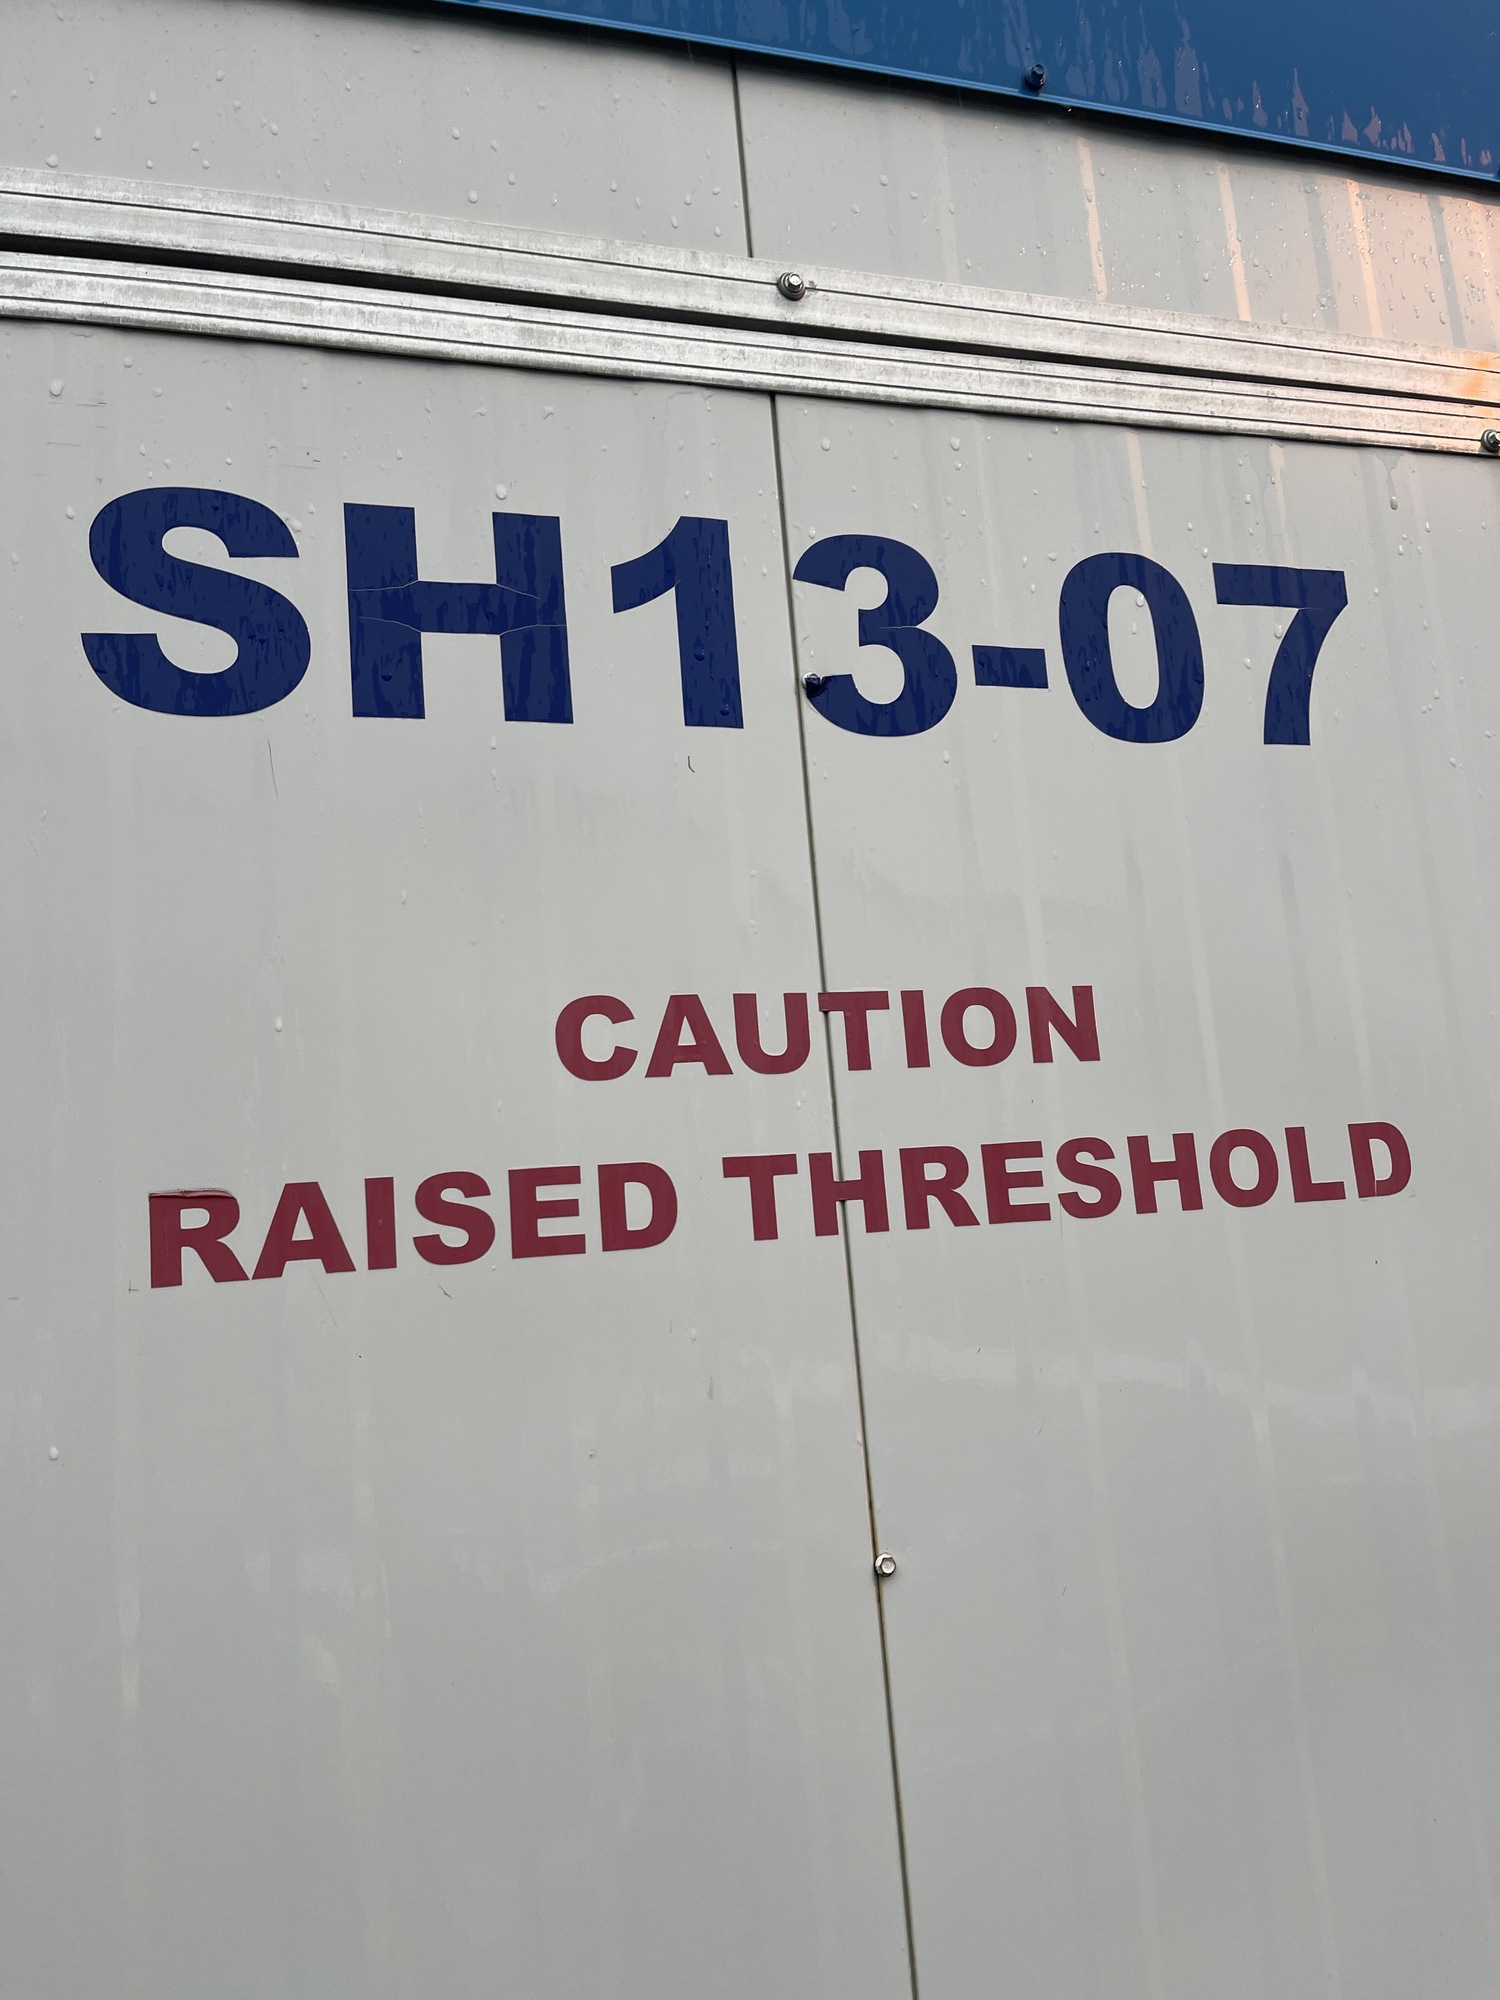 SH13-07
CAUTION
RAISED THRESHOLD